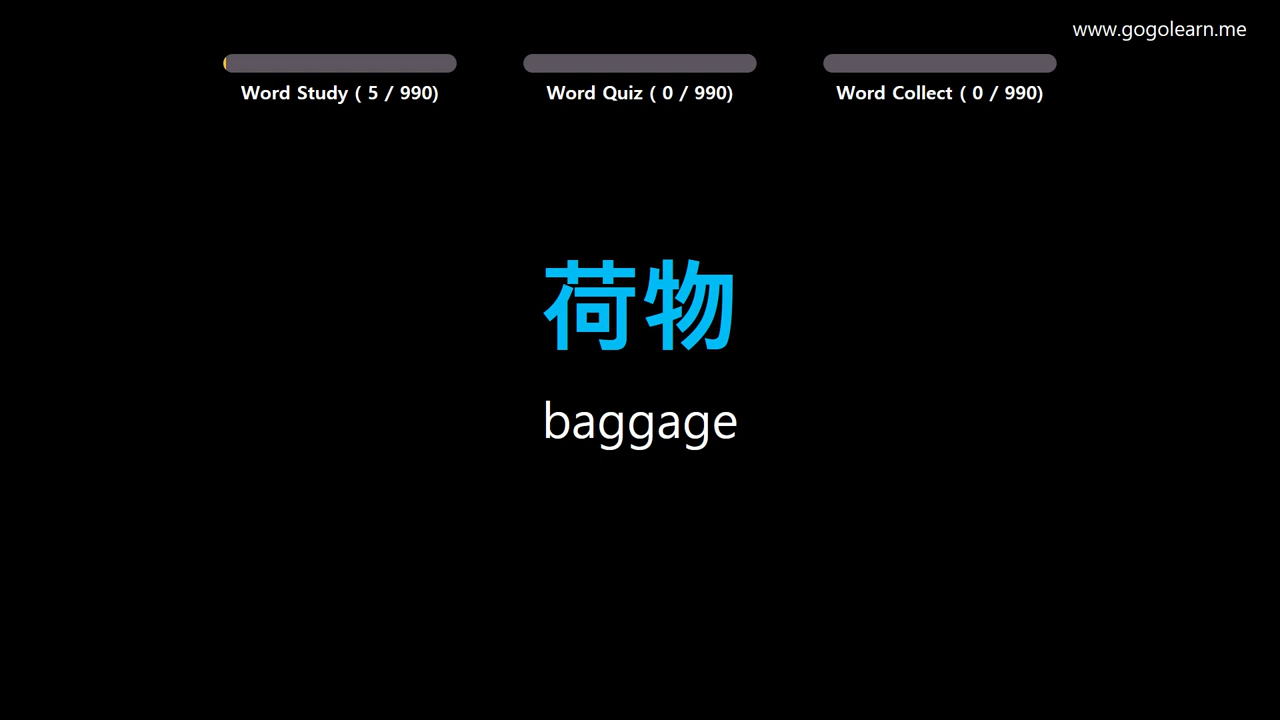 www.gogolearn.me
Word Study ( 5 / 990)
Word Quiz ( 0 / 990)
Word Collect ( 0 / 990)
荷物
baggage